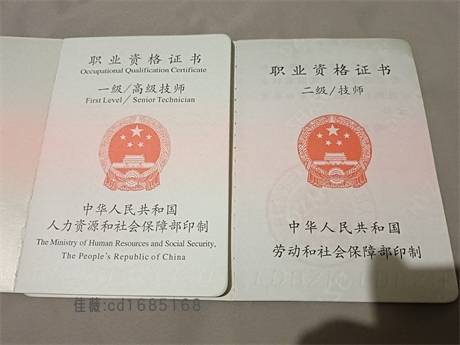 职业资格证书
Occupational Qualification Certificate
一级/高级技师
First Level/Senior Technician
中华人民共和国
人力资源和社会保障部印制
The Ministry of Human Resources and Social Security,
The People's Republic of China
职业资格证书
二级/技师
中华人民共和国
劳动和社会保障部印制
佳薇:cd1685168